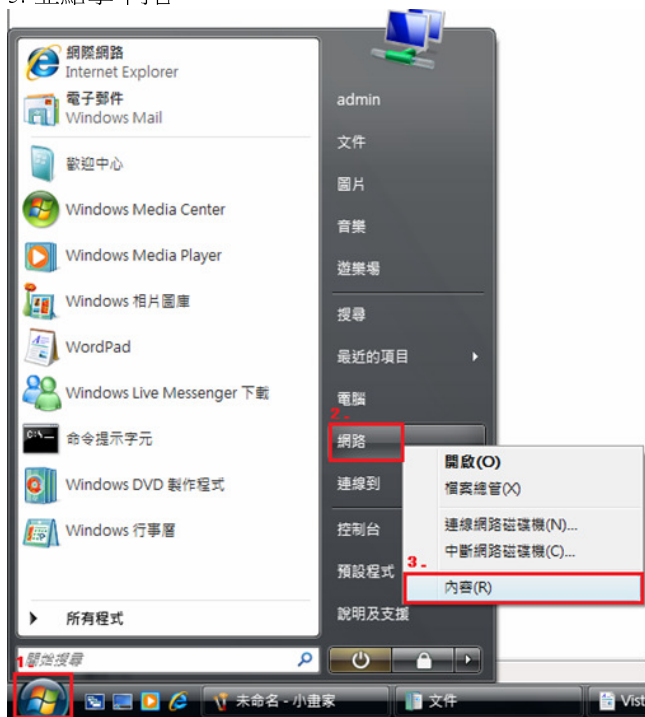 網際網路
Internet Explorer
電子郵件
Windows Mail
歡迎中心
Windows Media Center
Windows Media Player
Windows 相片圖庫
WordPad
Windows Live Messenger 下載
命令提示字元
Windows DVD 製作程式
Windows 行事曆
所有程式
1.
開始搜尋
admin
文件
圖片
音樂
遊樂場
搜尋
最近的項目
電腦
2.
網路
連線到
控制台
預設程式
說明及支援
開啟(O)
檔案總管(X)
連線網路磁碟機(N)...
中斷網路磁碟機(C)...
3.
內容(R)
未命名 - 小畫家
文件
Vist